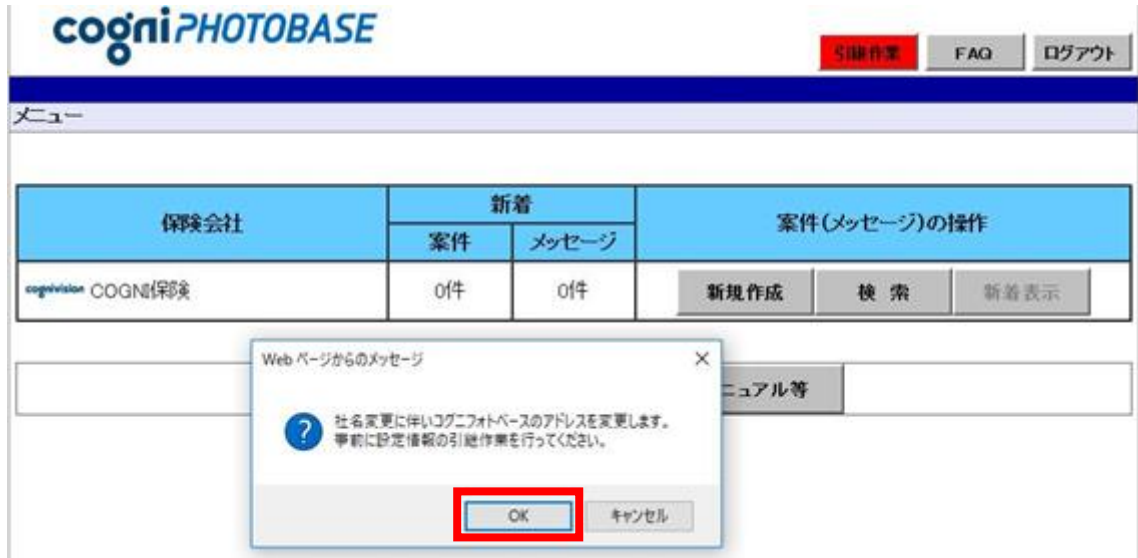 cogni PHOTOBASE
引継作業 FAQ ログアウト
メニュー
保険会社 新着 案件(メッセージ)の操作
案件 メッセージ
cognivision COGNI保険 0件 0件 新規作成 検 索 新着表示
ニュアル等
Web ページからのメッセージ
社名変更に伴いコグニフォトベースのアドレスを変更します。
事前に設定情報の引継作業を行ってください。
OK キャンセル